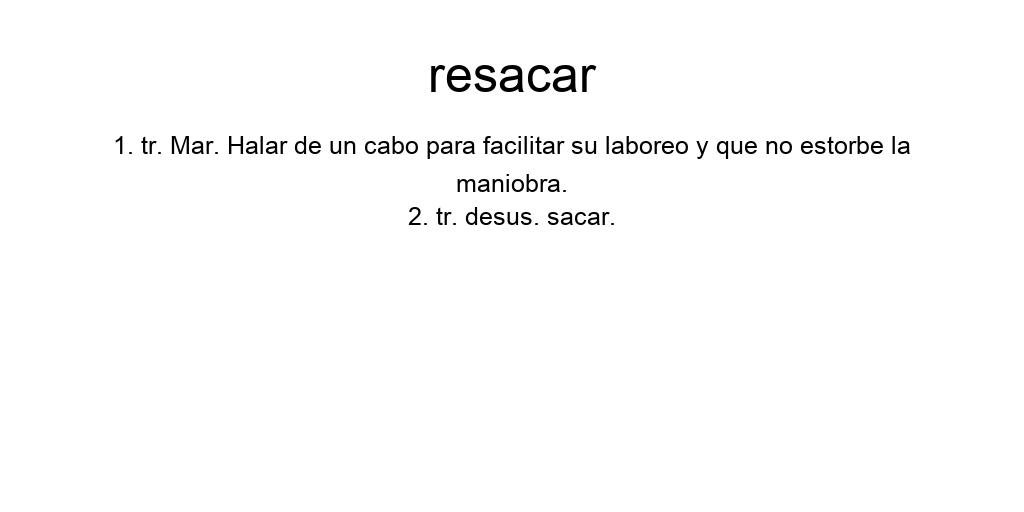 resacar
1. tr. Mar. Halar de un cabo para facilitar su laboreo y que no estorbe la
maniobra.
2. tr. desus. sacar.